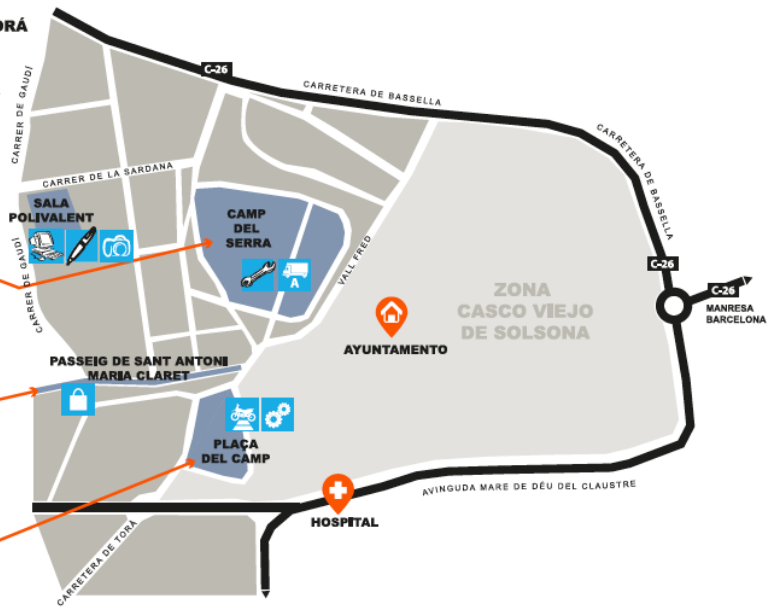 ORÁ
C-26
CARRETERA DE BASSELLA
CARRER DE GAUDÍ
CARRETERA DE BASSELLA
CARRER DE LA SARDANA
SALA
POLIVALENT
CAMP
DEL
SERRA
A
VALL FRED
CARRER DE GAUDÍ
C-26
C-26
MANRESA
BARCELONA
ZONA
CASCO VIEJO
DE SOLSONA
AYUNTAMENTO
PASSEIG DE SANT ANTONI
MARIA CLARET
PLAÇA
DEL CAMP
AVINGUDA MARE DE DÉU DEL CLAUSTRE
HOSPITAL
CARRETERA DE TORÁ